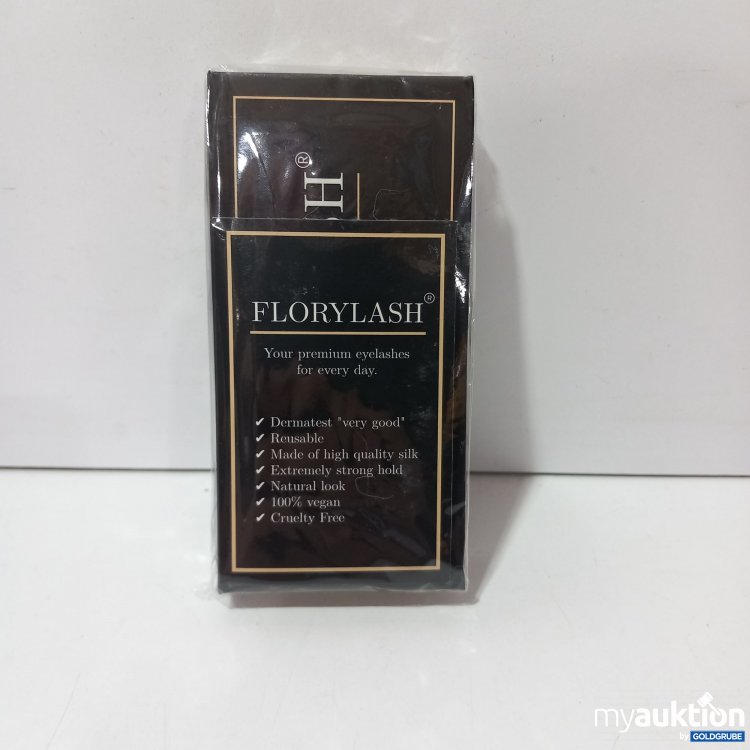 H®
FLORYLASH®
Your premium eyelashes
for every day.
✔ Dermatest "very good"
✔ Reusable
✔ Made of high quality silk
✔ Extremely strong hold
✔ Natural look
✔ 100% vegan
✔ Cruelty Free
myauktion
by GOLDGRUBE